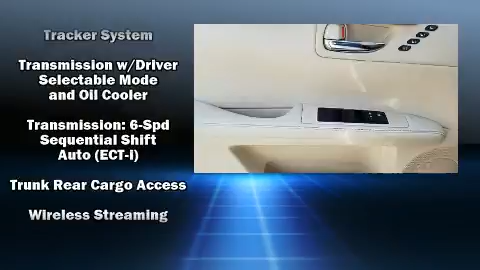 Tracker System
Transmission w/Driver
Selectable Mode
and Oil Cooler
Transmission: 6-Spd
Sequential Shift
Auto (ECT-I)
Trunk Rear Cargo Access
Wireless Streaming